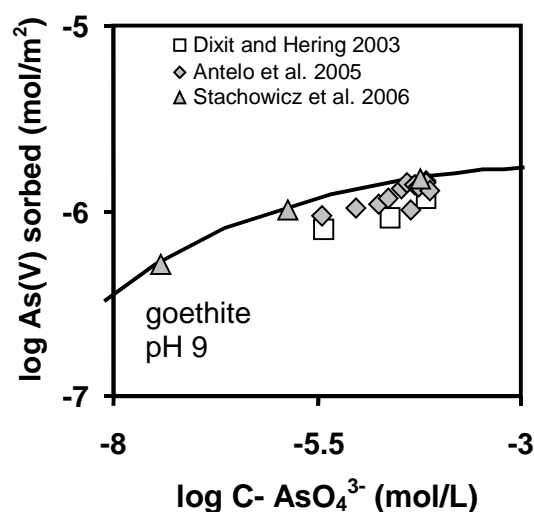 -5
□ Dixit and Hering 2003
◇ Antelo et al. 2005
△ Stachowicz et al. 2006
log As(V) sorbed (mol/m²)
-6
goethite
pH 9
-7
-8 -5.5 -3
log C- AsO₄³⁻ (mol/L)